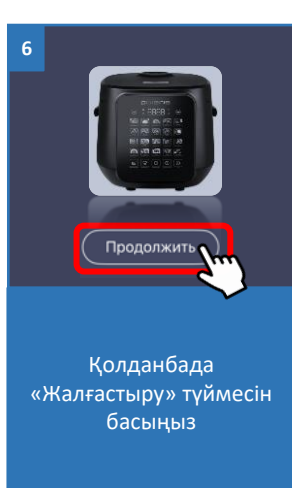 6
Продолжить
Қолданбада
«Жалғастыру» түймесін
басыңыз